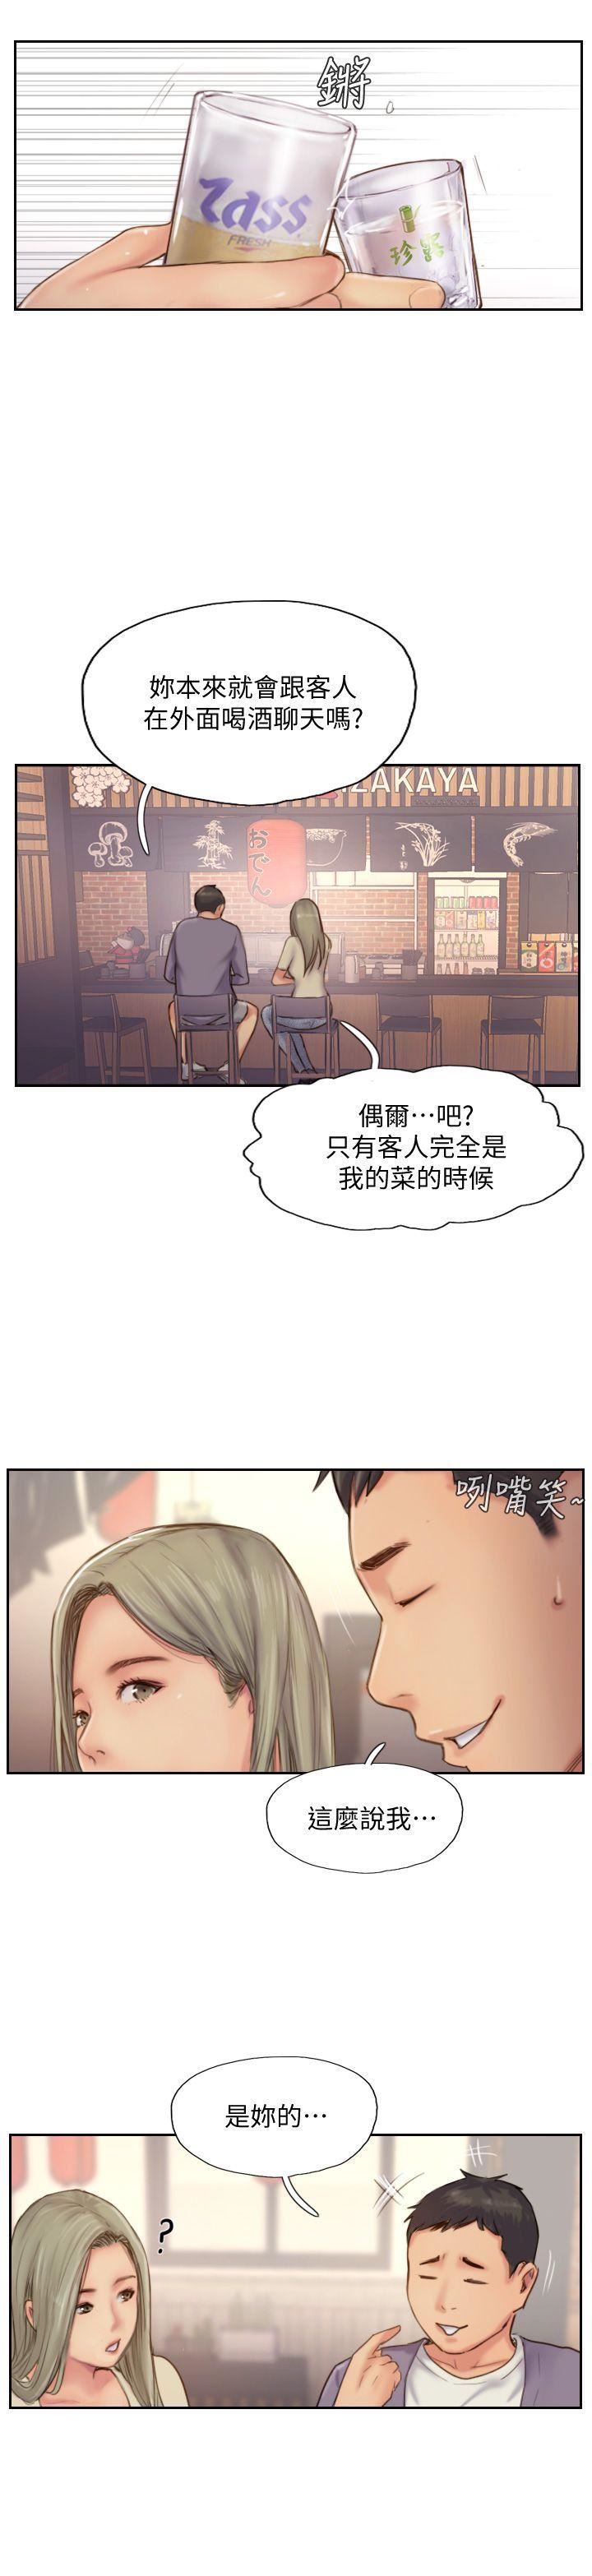 鏘
Zass
FRESH
珍露
妳本來就會跟客人
在外面喝酒聊天嗎?
IZAKAYA
おでん
偶爾…吧?
只有客人完全是
我的菜的時候
咧嘴笑~
這麼說我…
是妳的…
?